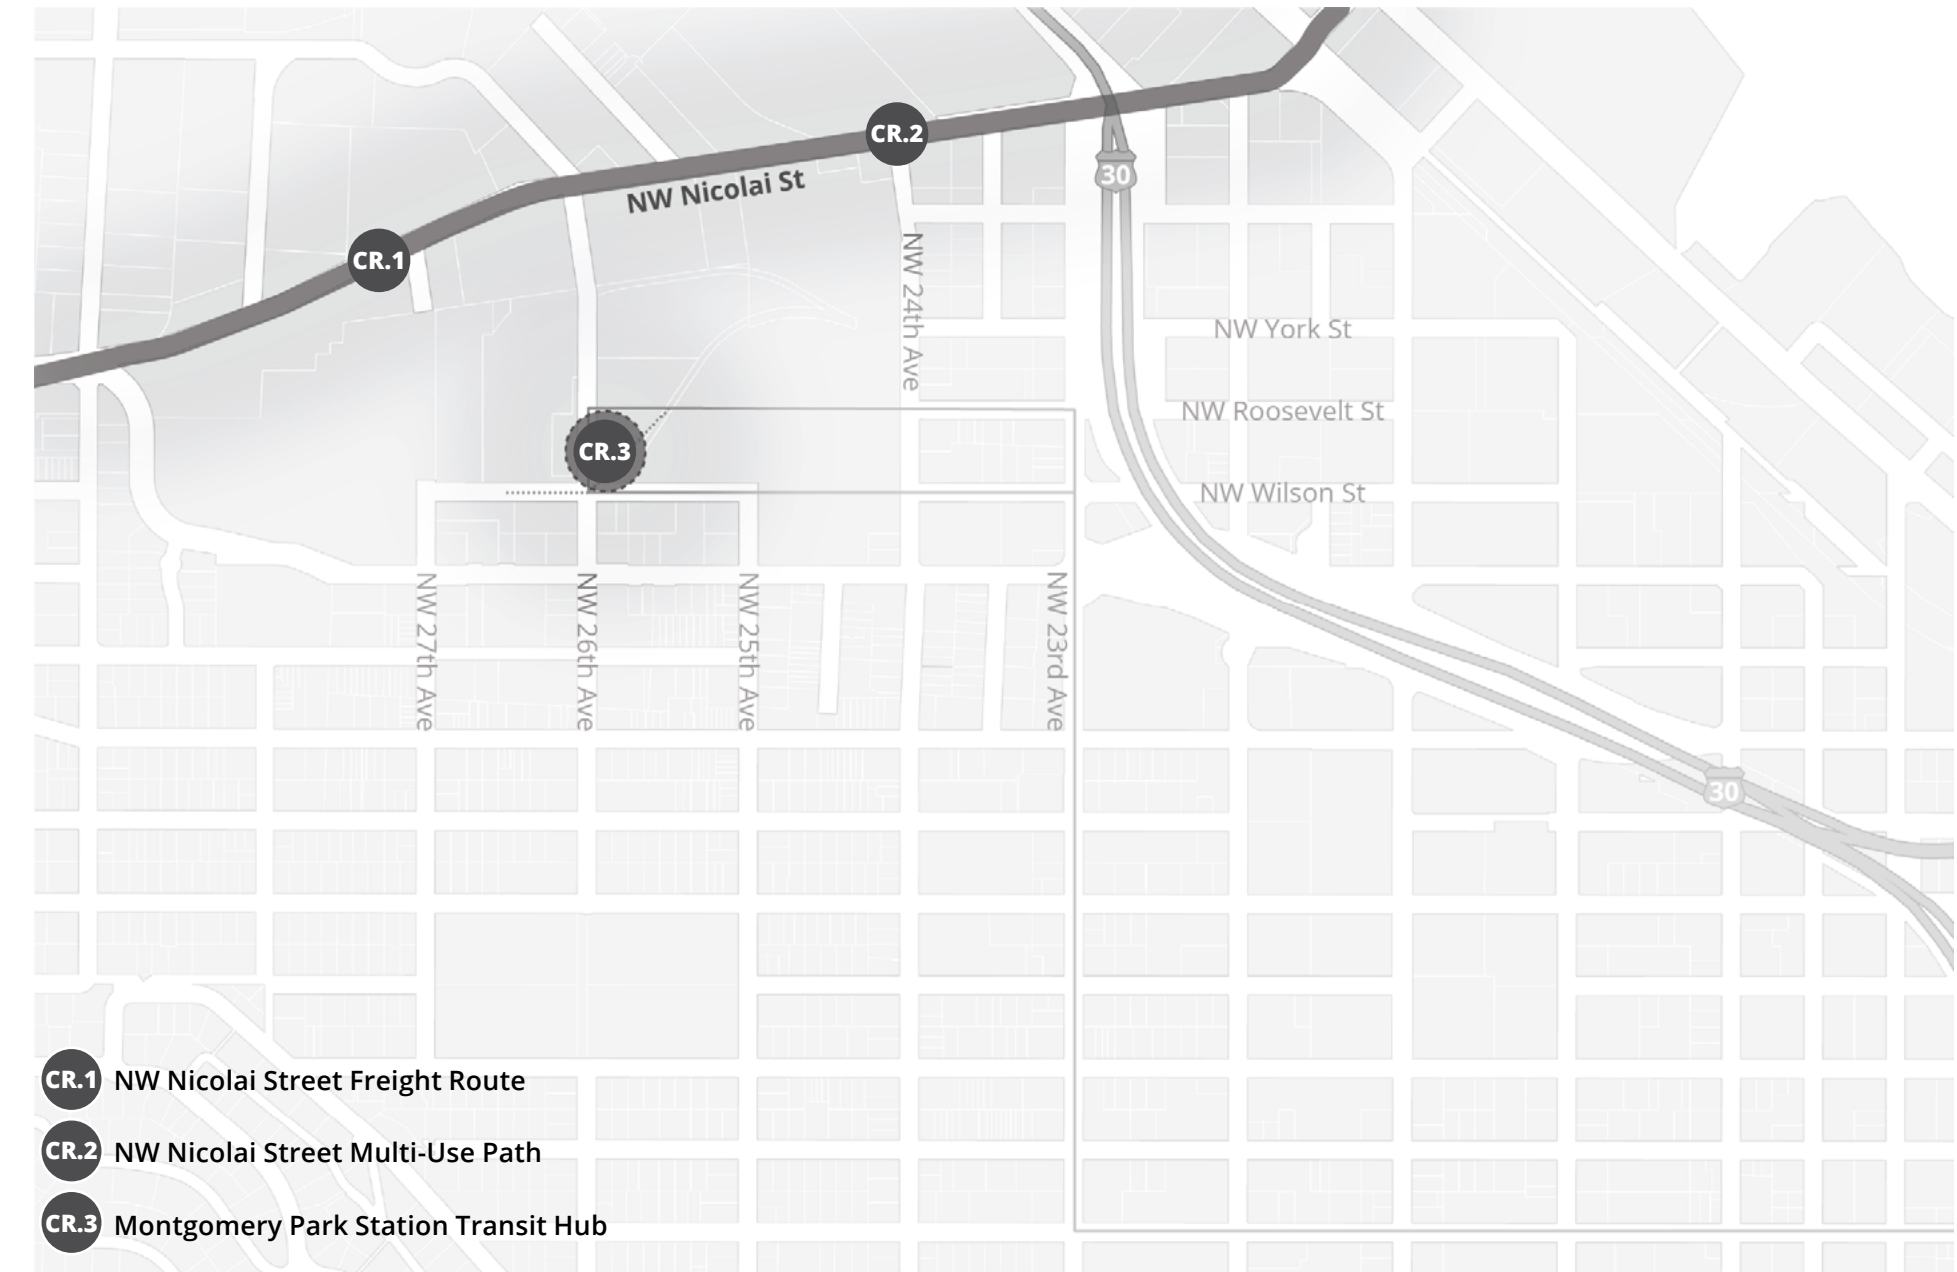 CR.2
30
NW Nicolai St
CR.1
NW 24th Ave
NW York St
NW Roosevelt St
CR.3
NW Wilson St
NW 27th Ave
NW 26th Ave
NW 25th Ave
NW 23rd Ave
30
CR.1 NW Nicolai Street Freight Route
CR.2 NW Nicolai Street Multi-Use Path
CR.3 Montgomery Park Station Transit Hub